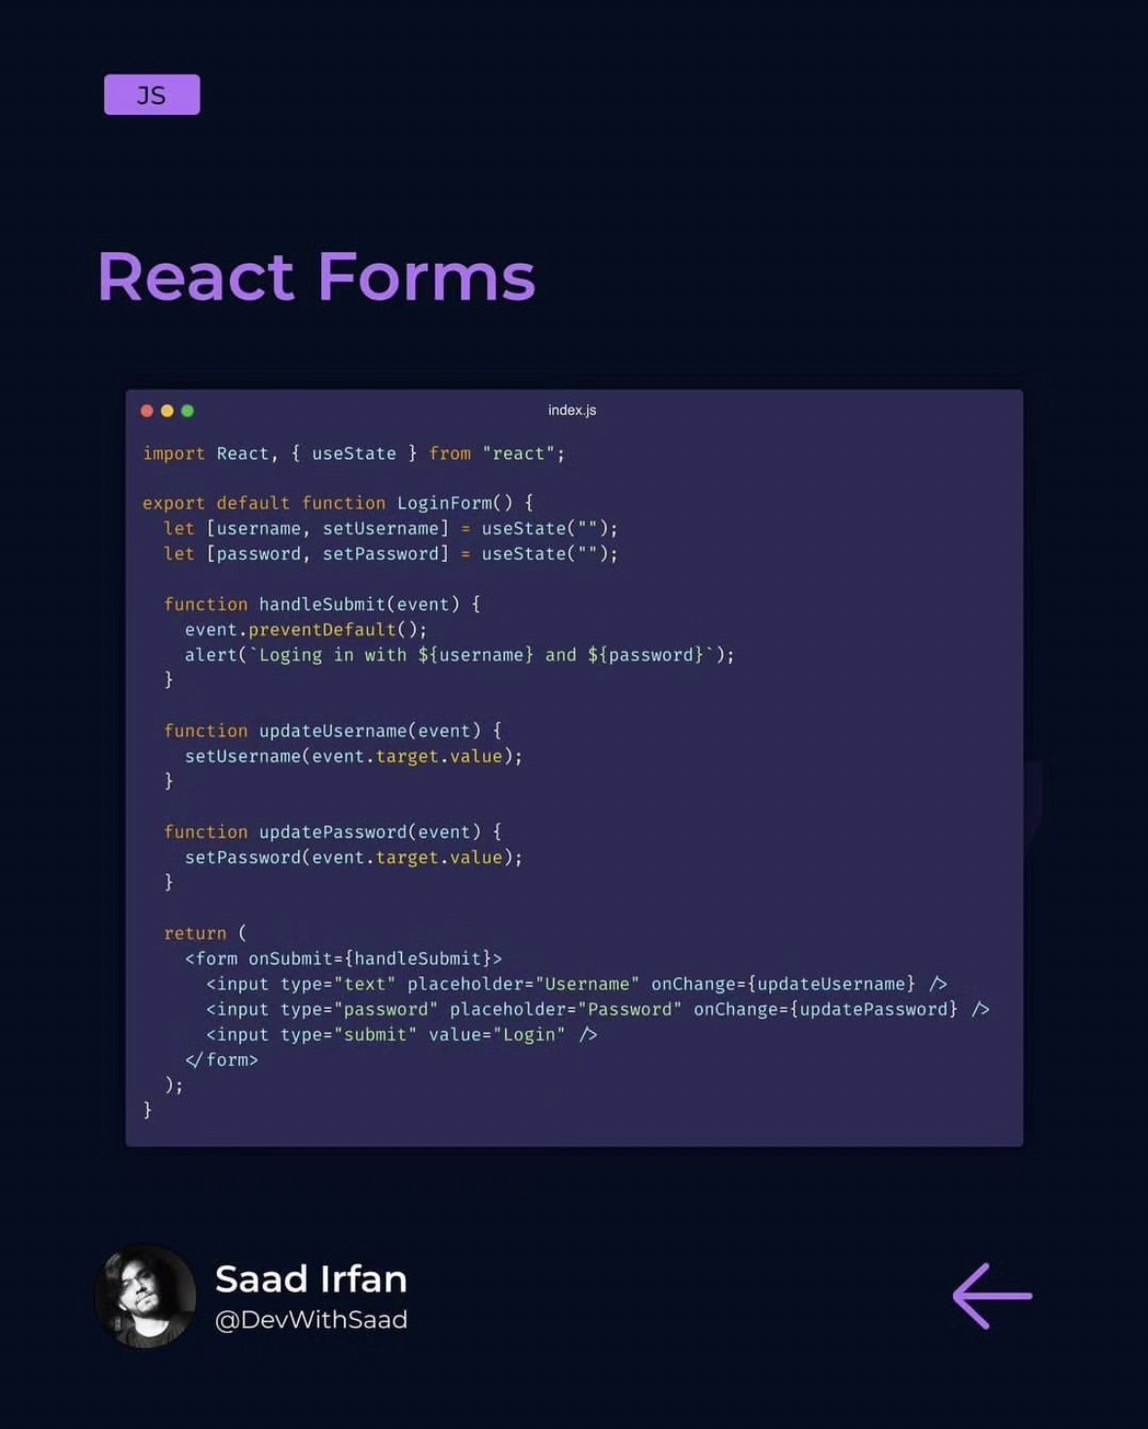 JS
React Forms
index.js
import React, { useState } from "react";
export default function LoginForm() {
  let [username, setUsername] = useState("");
  let [password, setPassword] = useState("");
  function handleSubmit(event) {
    event.preventDefault();
    alert(`Loging in with ${username} and ${password}`);
  }
  function updateUsername(event) {
    setUsername(event.target.value);
  }
  function updatePassword(event) {
    setPassword(event.target.value);
  }
  return (
    <form onSubmit={handleSubmit}>
      <input type="text" placeholder="Username" onChange={updateUsername} />
      <input type="password" placeholder="Password" onChange={updatePassword} />
      <input type="submit" value="Login" />
    </form>
  );
}
Saad Irfan
@DevWithSaad